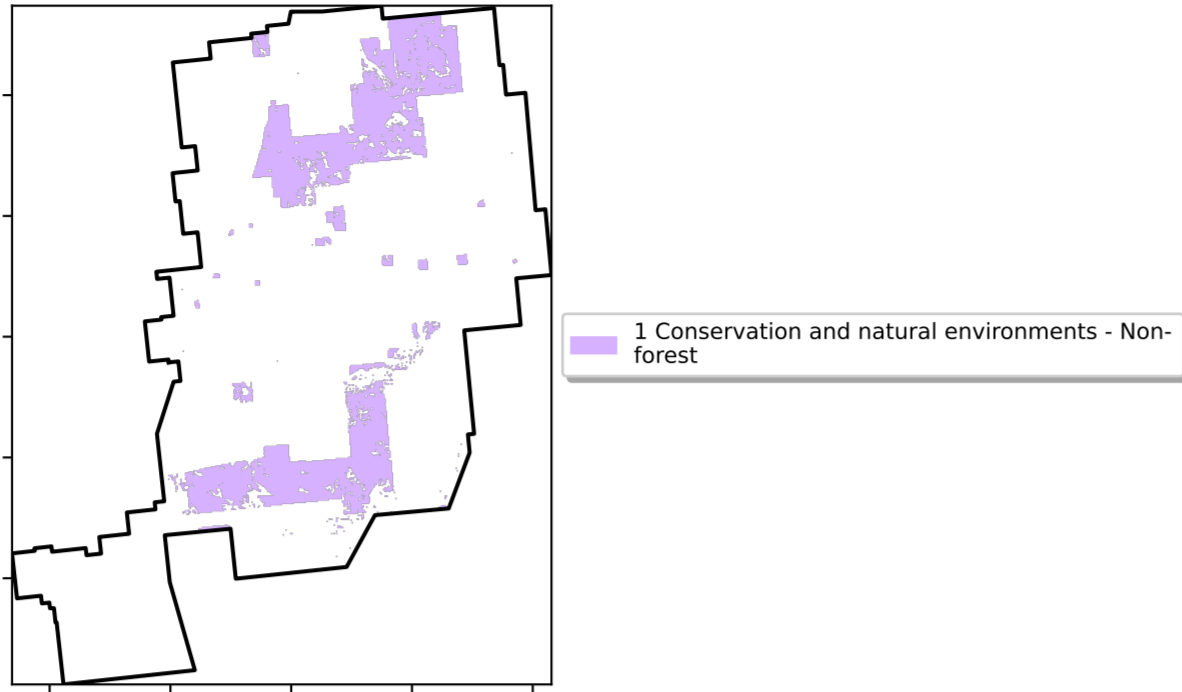 1 Conservation and natural environments - Non-
forest